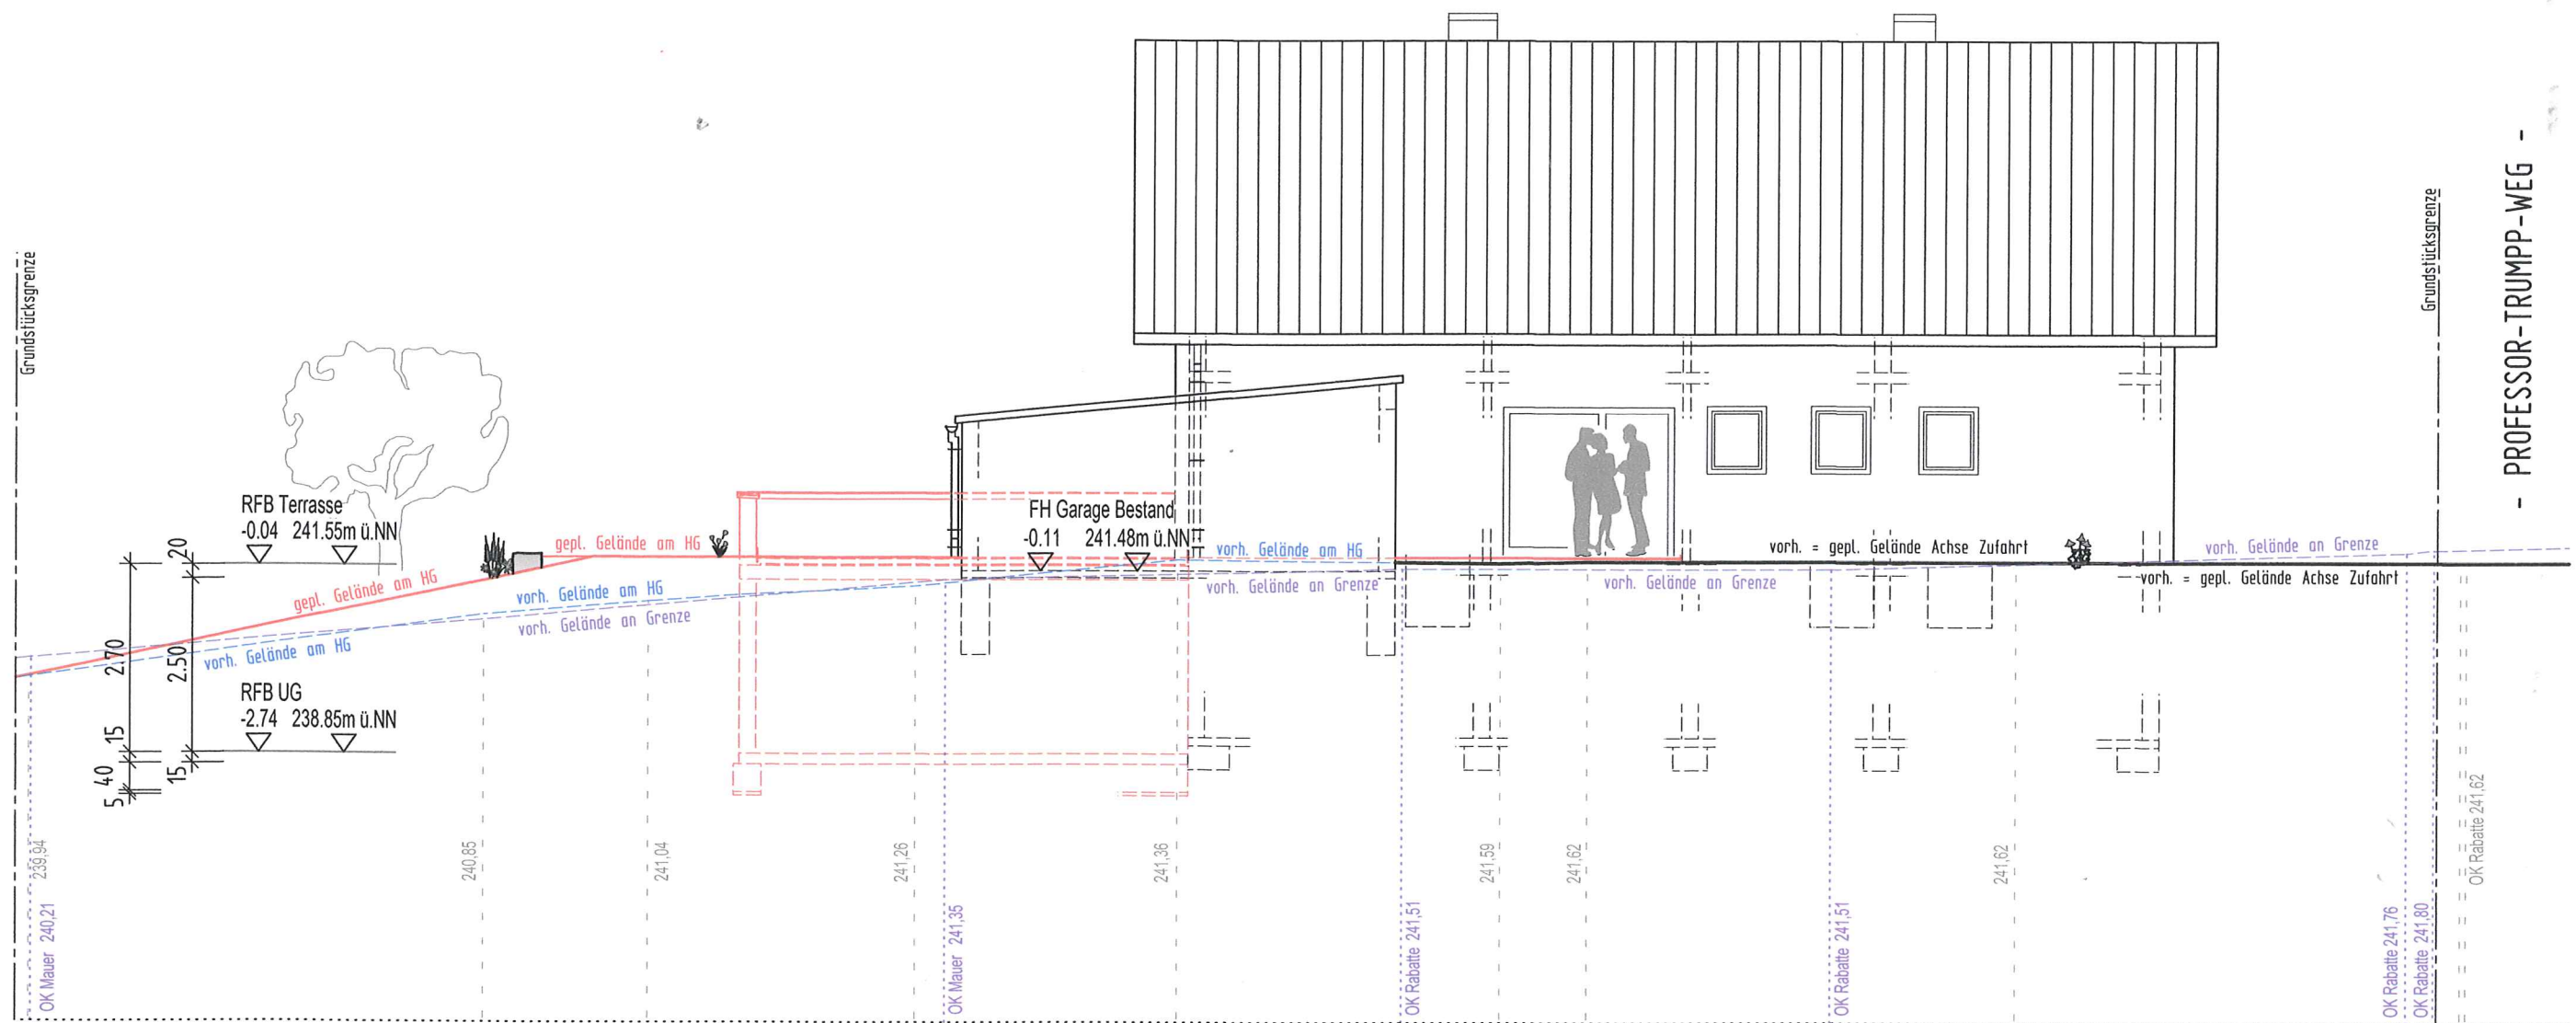 Grundstücksgrenze
Grundstücksgrenze
- PROFESSOR-TRUMPP-WEG -
RFB Terrasse
-0.04 241.55m ü.NN
FH Garage Bestand
-0.11 241.48m ü.NN
gepl. Gelände am HG
vorh. Gelände am HG
vorh. = gepl. Gelände Achse Zufahrt
vorh. Gelände an Grenze
gepl. Gelände am HG
vorh. Gelände am HG
vorh. Gelände an Grenze
vorh. Gelände an Grenze
vorh. Gelände an Grenze
vorh. = gepl. Gelände Achse Zufahrt
vorh. Gelände am HG
20
2.70
2.50
RFB UG
-2.74 238.85m ü.NN
15
15
40
5
239,94
240,85
241,04
241,26
241,36
241,59
241,62
241,62
OK Rabatte 241,62
OK Mauer 240,21
OK Mauer 241,35
OK Rabatte 241,51
OK Rabatte 241,51
OK Rabatte 241,76
OK Rabatte 241,80